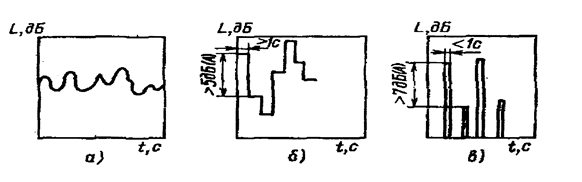 L,дБ
t,c
а)
L,дБ
>1c
>5дБ(А)
t,c
б)
L,дБ
<1c
>7дБ(А)
t,c
в)